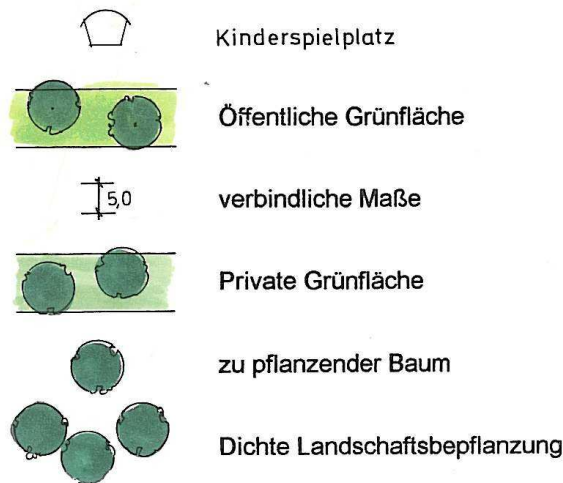 Kinderspielplatz
Öffentliche Grünfläche
5,0
verbindliche Maße
Private Grünfläche
zu pflanzender Baum
Dichte Landschaftsbepflanzung